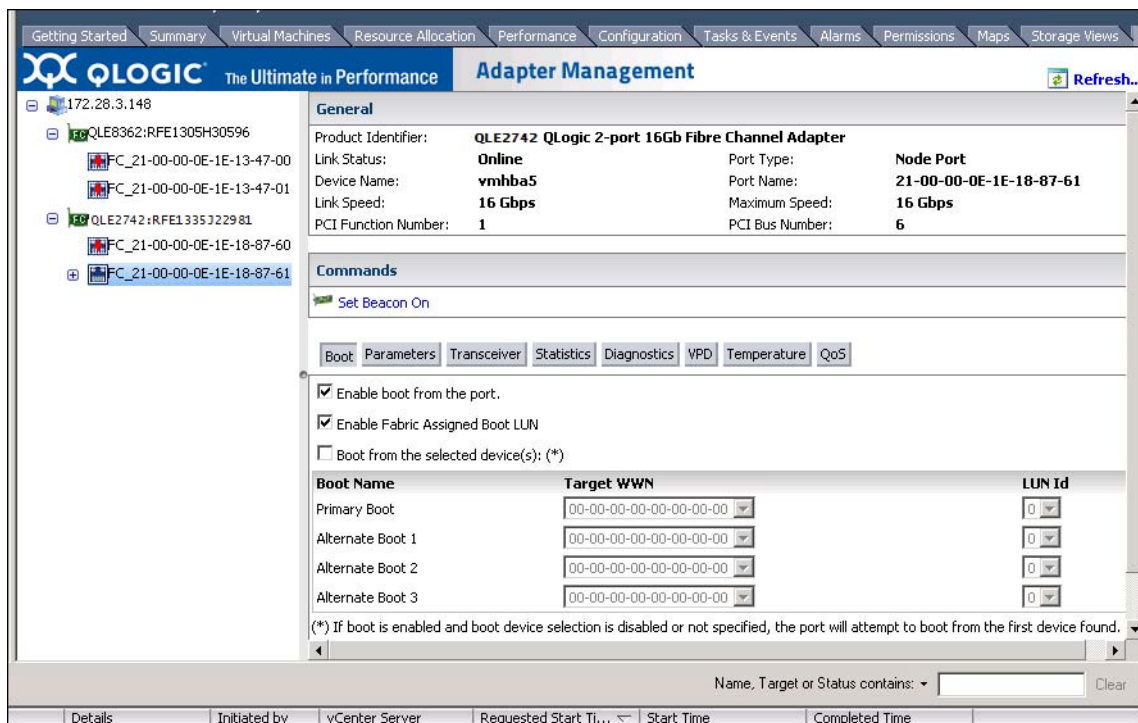 Getting Started Summary Virtual Machines Resource Allocation Performance Configuration Tasks & Events Alarms Permissions Maps Storage Views
QLOGIC The Ultimate in Performance Adapter Management Refresh..
172.28.3.148
QLE8362:RFE1305H30596
FC_21-00-00-0E-1E-13-47-00
FC_21-00-00-0E-1E-13-47-01
QLE2742:RFE1335J22981
FC_21-00-00-0E-1E-18-87-60
FC_21-00-00-0E-1E-18-87-61
General
Product Identifier: QLE2742 QLogic 2-port 16Gb Fibre Channel Adapter
Link Status: Online Port Type: Node Port
Device Name: vmhba5 Port Name: 21-00-00-0E-1E-18-87-61
Link Speed: 16 Gbps Maximum Speed: 16 Gbps
PCI Function Number: 1 PCI Bus Number: 6
Commands
Set Beacon On
Boot Parameters Transceiver Statistics Diagnostics VPD Temperature QoS
Enable boot from the port.
Enable Fabric Assigned Boot LUN
Boot from the selected device(s): (*)
Boot Name Target WWN LUN Id
Primary Boot 00-00-00-00-00-00-00-00 0
Alternate Boot 1 00-00-00-00-00-00-00-00 0
Alternate Boot 2 00-00-00-00-00-00-00-00 0
Alternate Boot 3 00-00-00-00-00-00-00-00 0
(*) If boot is enabled and boot device selection is disabled or not specified, the port will attempt to boot from the first device found.
Name, Target or Status contains: Clear
Details Initiated by vCenter Server Requested Start Ti... Start Time Completed Time